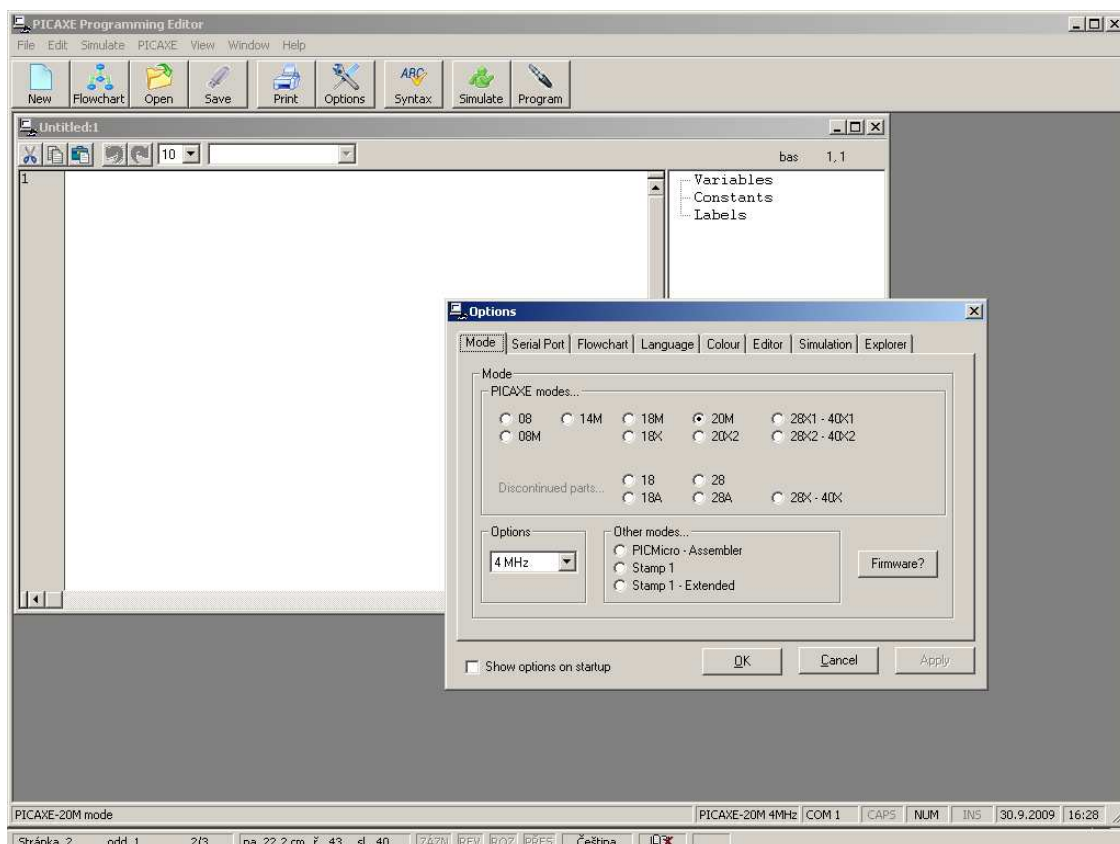 PICAXE Programming Editor
File Edit Simulate PICAXE View Window Help
ABC
New Flowchart Open Save Print Options Syntax Simulate Program
Untitled:1
10
bas 1,1
1
Variables
Constants
Labels
Options
Mode Serial Port Flowchart Language Colour Editor Simulation Explorer
Mode
PICAXE modes...
08 14M 18M 20M 28X1 - 40X1
08M 18X 20X2 28X2 - 40X2
Discontinued parts...
18 28
18A 28A 28X - 40X
Options
4 MHz
Other modes...
PICMicro - Assembler
Stamp 1
Stamp 1 - Extended
Firmware?
Show options on startup
OK Cancel Apply
PICAXE-20M mode PICAXE-20M 4MHz COM 1 CAPS NUM INS 30.9.2009 16:28
Stránka 2 odd 1 2/3 na 22,2 cm ř. 43 sl. 40 ZÁZN REV ROZ PŘES Čeština